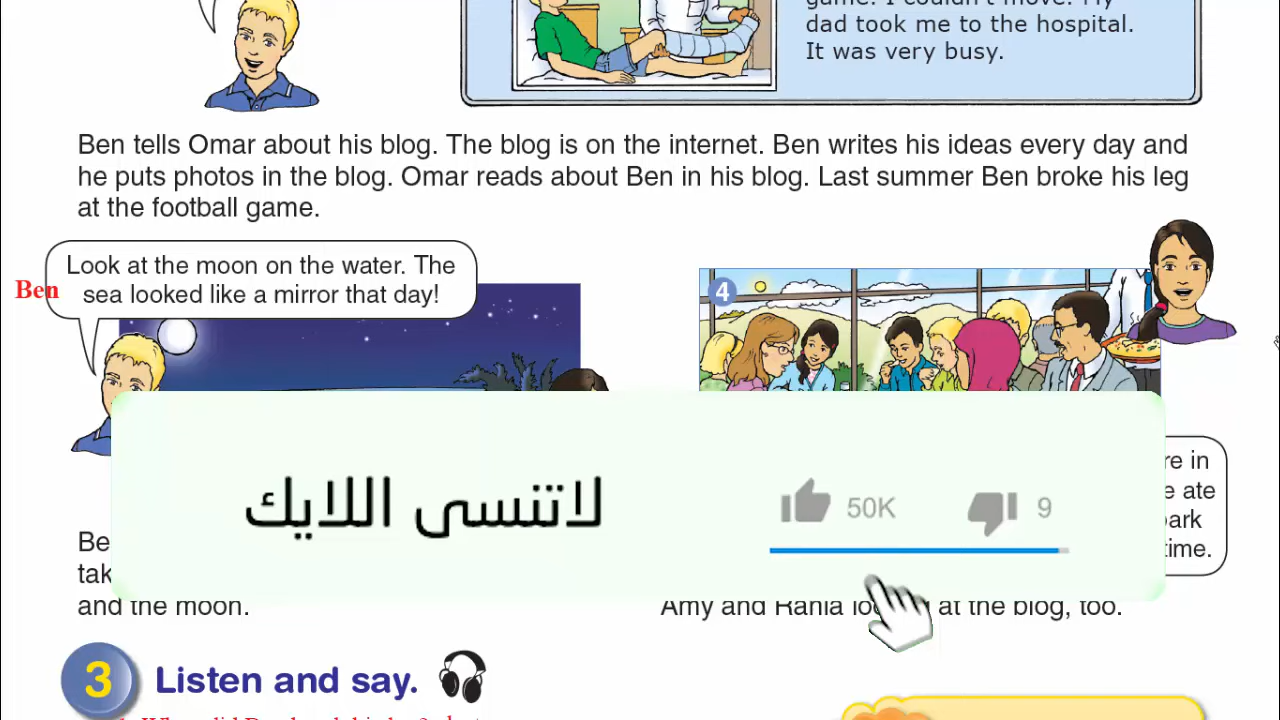 game. I couldn't move. My
dad took me to the hospital.
It was very busy.
Ben tells Omar about his blog. The blog is on the internet. Ben writes his ideas every day and
he puts photos in the blog. Omar reads about Ben in his blog. Last summer Ben broke his leg
at the football game.
Look at the moon on the water. The
Ben
sea looked like a mirror that day!
4
re in
ate
time.
لاتنسى اللايك
50K
9
and the moon.
Amy and Rania at the blog, too.
3 Listen and say.